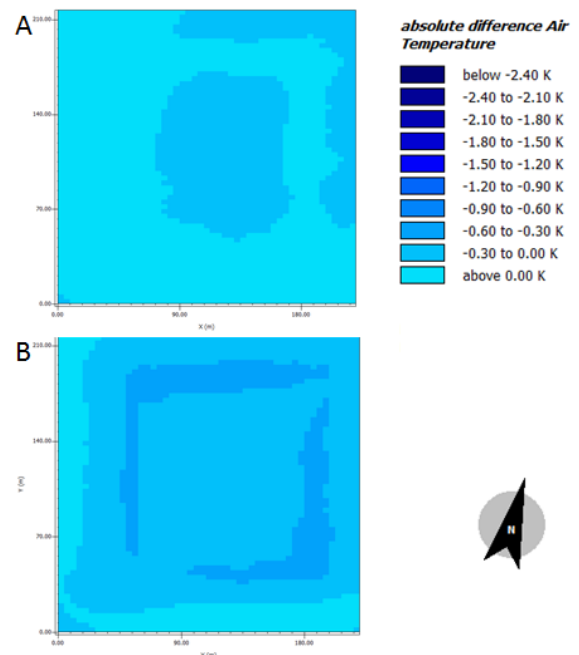 A
210.00
140.00
70.00
0.00
0.00 90.00 180.00
X (m)
absolute difference Air
Temperature
below -2.40 K
-2.40 to -2.10 K
-2.10 to -1.80 K
-1.80 to -1.50 K
-1.50 to -1.20 K
-1.20 to -0.90 K
-0.90 to -0.60 K
-0.60 to -0.30 K
-0.30 to 0.00 K
above 0.00 K
B
210.00
140.00
Y (m)
70.00
0.00
0.00 90.00 180.00
N